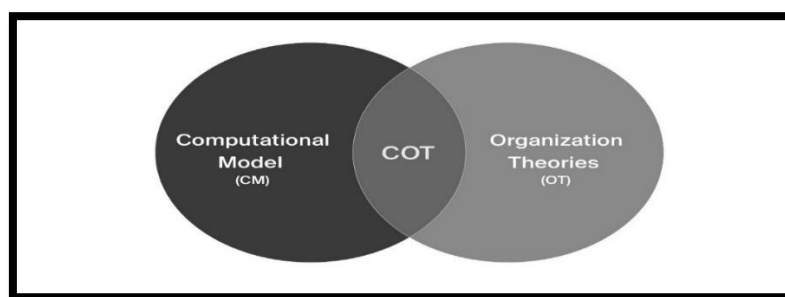 Computational
Model
(CM)
COT
Organization
Theories
(OT)